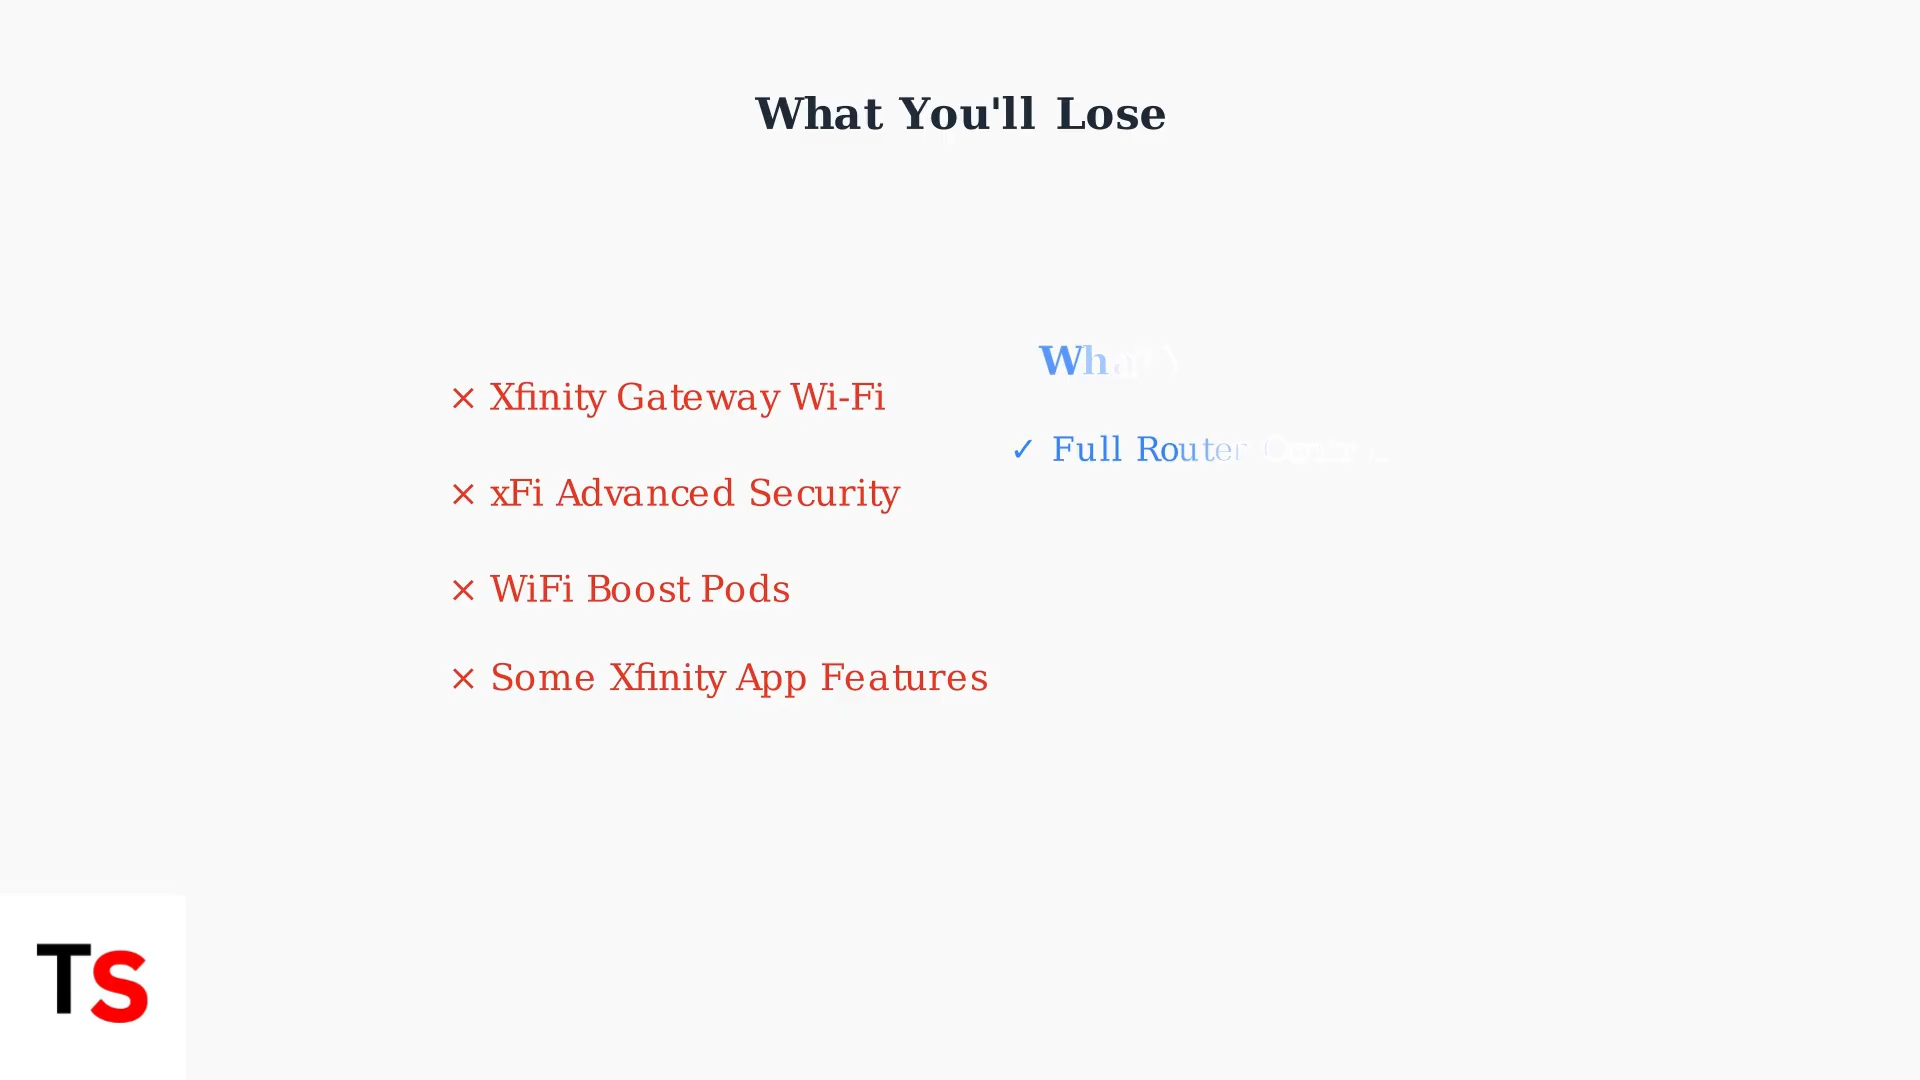 What You'll Lose
× Xfinity Gateway Wi-Fi
× xFi Advanced Security
× WiFi Boost Pods
× Some Xfinity App Features
What
✓ Full Router
TS